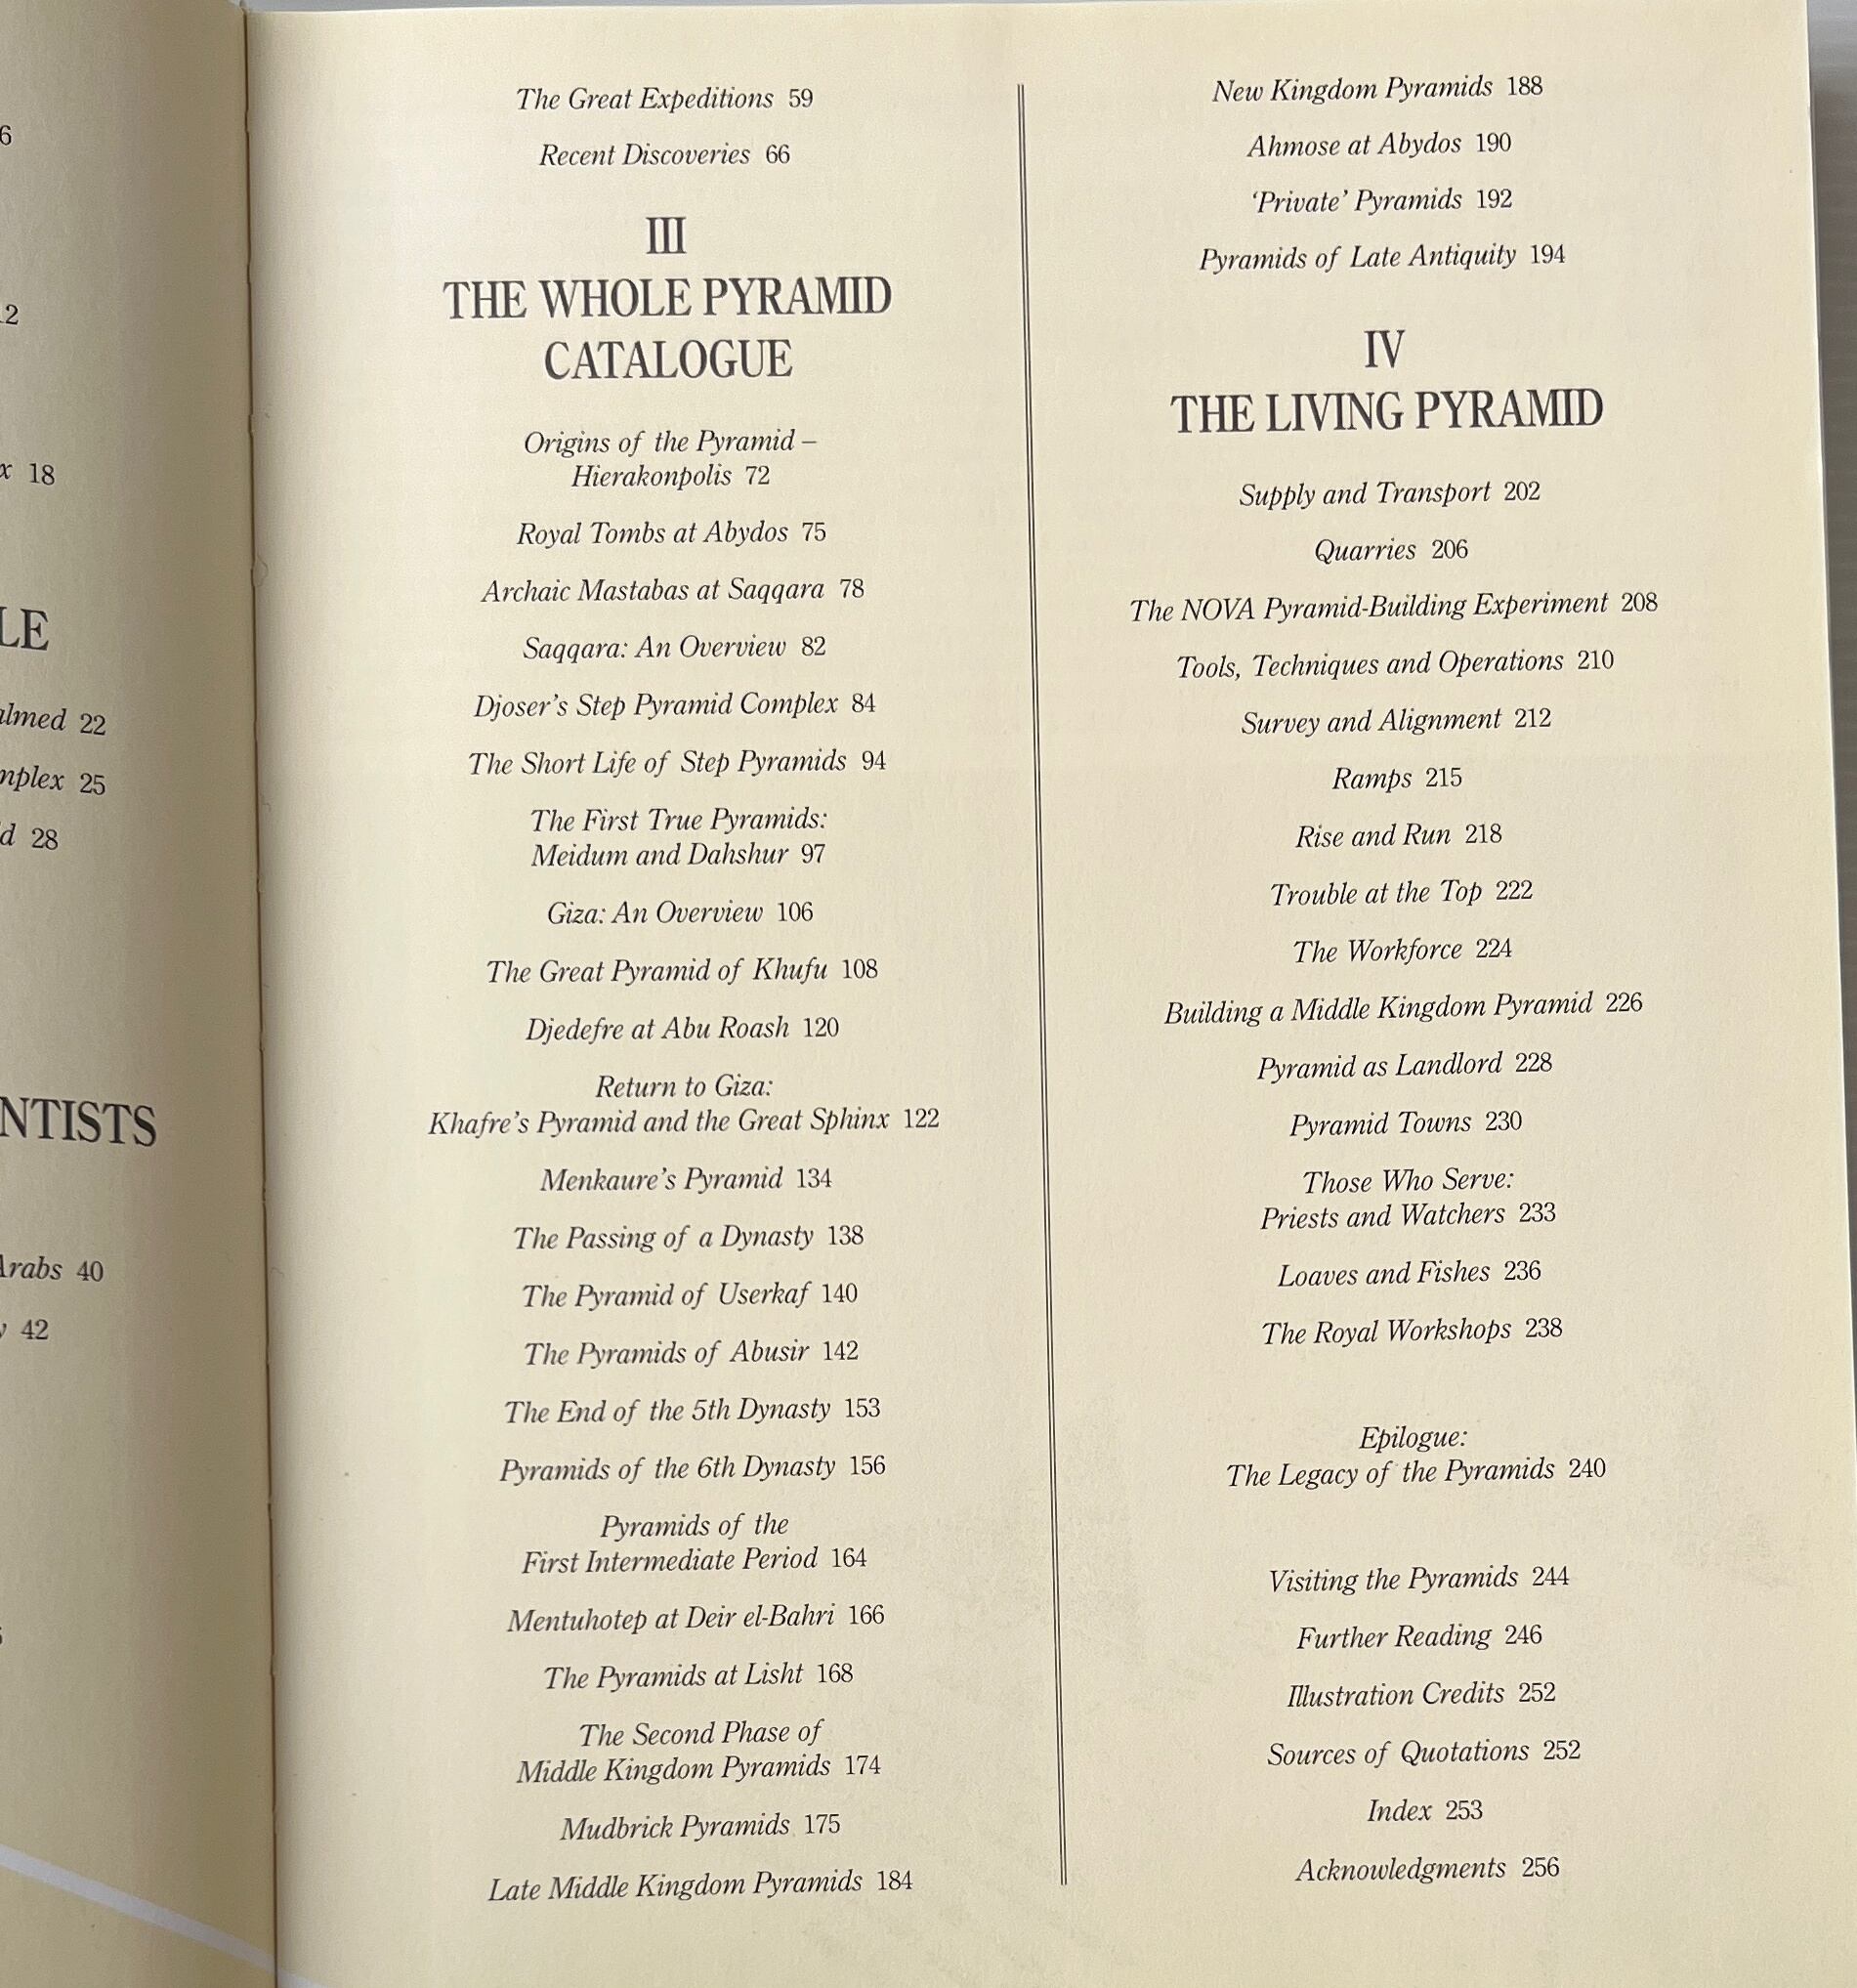 6
12
x 18
LE
almed 22
mplex 25
d 28
NTISTS
Arabs 40
y 42
The Great Expeditions 59
Recent Discoveries 66
III
THE WHOLE PYRAMID
CATALOGUE
Origins of the Pyramid –
Hierakonpolis 72
Royal Tombs at Abydos 75
Archaic Mastabas at Saqqara 78
Saqqara: An Overview 82
Djoser's Step Pyramid Complex 84
The Short Life of Step Pyramids 94
The First True Pyramids:
Meidum and Dahshur 97
Giza: An Overview 106
The Great Pyramid of Khufu 108
Djedefre at Abu Roash 120
Return to Giza:
Khafre's Pyramid and the Great Sphinx 122
Menkaure's Pyramid 134
The Passing of a Dynasty 138
The Pyramid of Userkaf 140
The Pyramids of Abusir 142
The End of the 5th Dynasty 153
Pyramids of the 6th Dynasty 156
Pyramids of the
First Intermediate Period 164
Mentuhotep at Deir el-Bahri 166
The Pyramids at Lisht 168
The Second Phase of
Middle Kingdom Pyramids 174
Mudbrick Pyramids 175
Late Middle Kingdom Pyramids 184
New Kingdom Pyramids 188
Ahmose at Abydos 190
'Private' Pyramids 192
Pyramids of Late Antiquity 194
IV
THE LIVING PYRAMID
Supply and Transport 202
Quarries 206
The NOVA Pyramid-Building Experiment 208
Tools, Techniques and Operations 210
Survey and Alignment 212
Ramps 215
Rise and Run 218
Trouble at the Top 222
The Workforce 224
Building a Middle Kingdom Pyramid 226
Pyramid as Landlord 228
Pyramid Towns 230
Those Who Serve:
Priests and Watchers 233
Loaves and Fishes 236
The Royal Workshops 238
Epilogue:
The Legacy of the Pyramids 240
Visiting the Pyramids 244
Further Reading 246
Illustration Credits 252
Sources of Quotations 252
Index 253
Acknowledgments 256